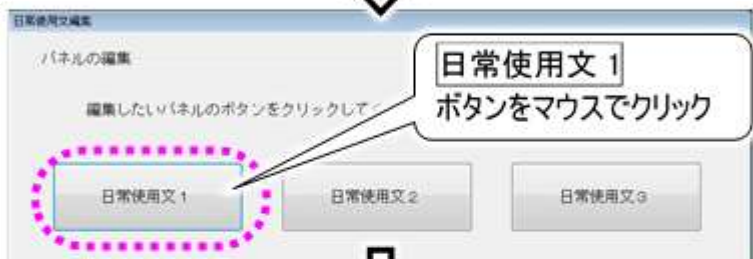 日常使用文編集
パネルの編集
編集したいパネルのボタンをクリックして
日常使用文 1
ボタンをマウスでクリック
日常使用文1
日常使用文2
日常使用文3